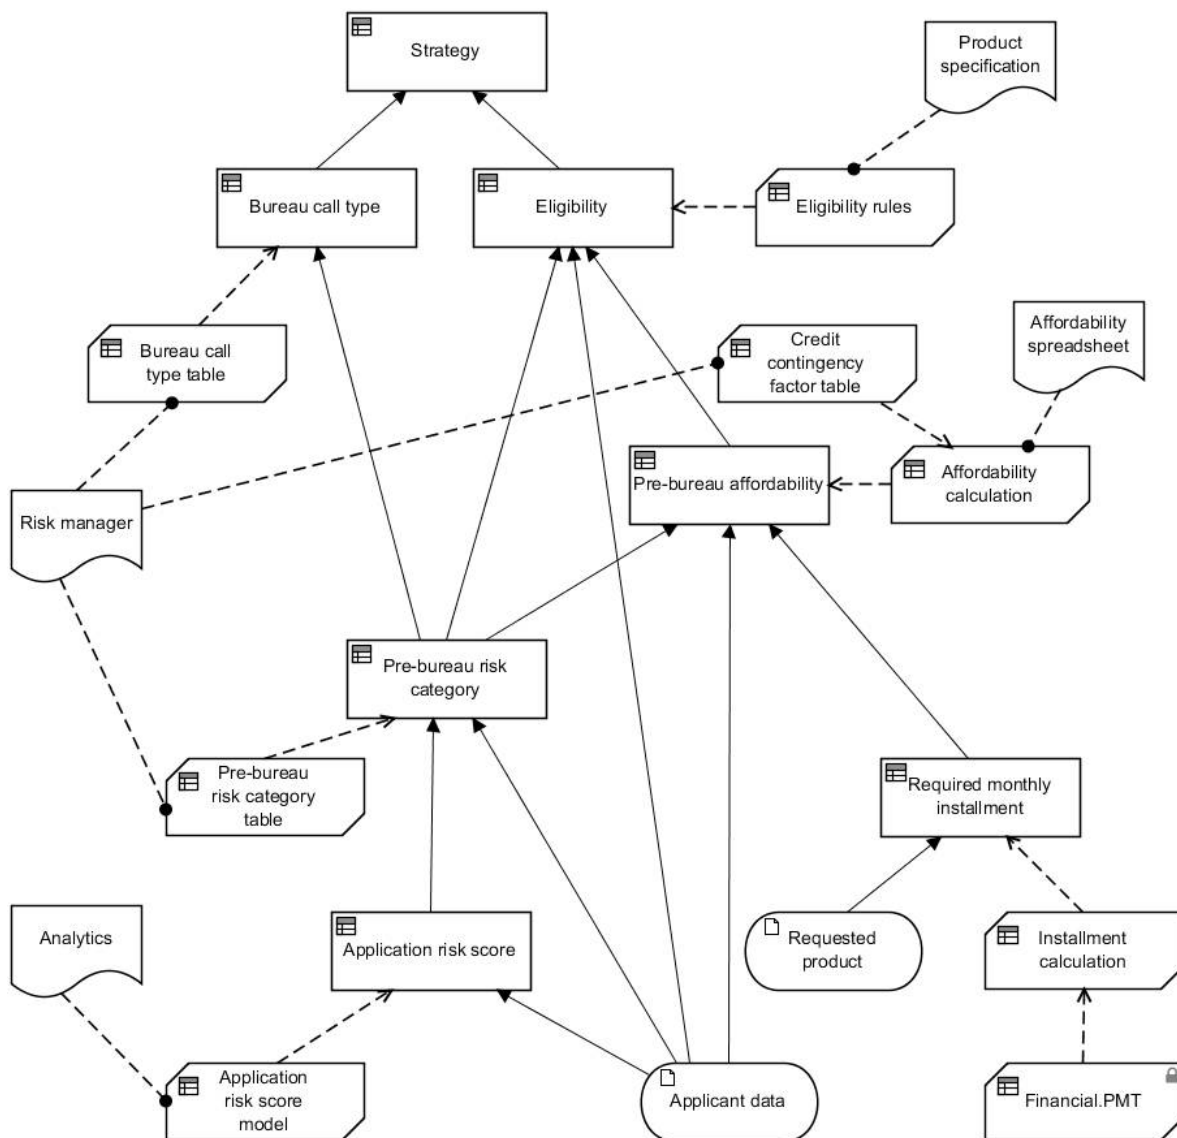 Strategy
Product
specification
Bureau call type
Eligibility
Eligibility rules
Bureau call
type table
Credit
contingency
factor table
Affordability
spreadsheet
Pre-bureau affordability
Affordability
calculation
Risk manager
Pre-bureau risk
category
Pre-bureau
risk category
table
Required monthly
installment
Analytics
Application risk score
Requested
product
Installment
calculation
Application
risk score
model
Applicant data
Financial.PMT